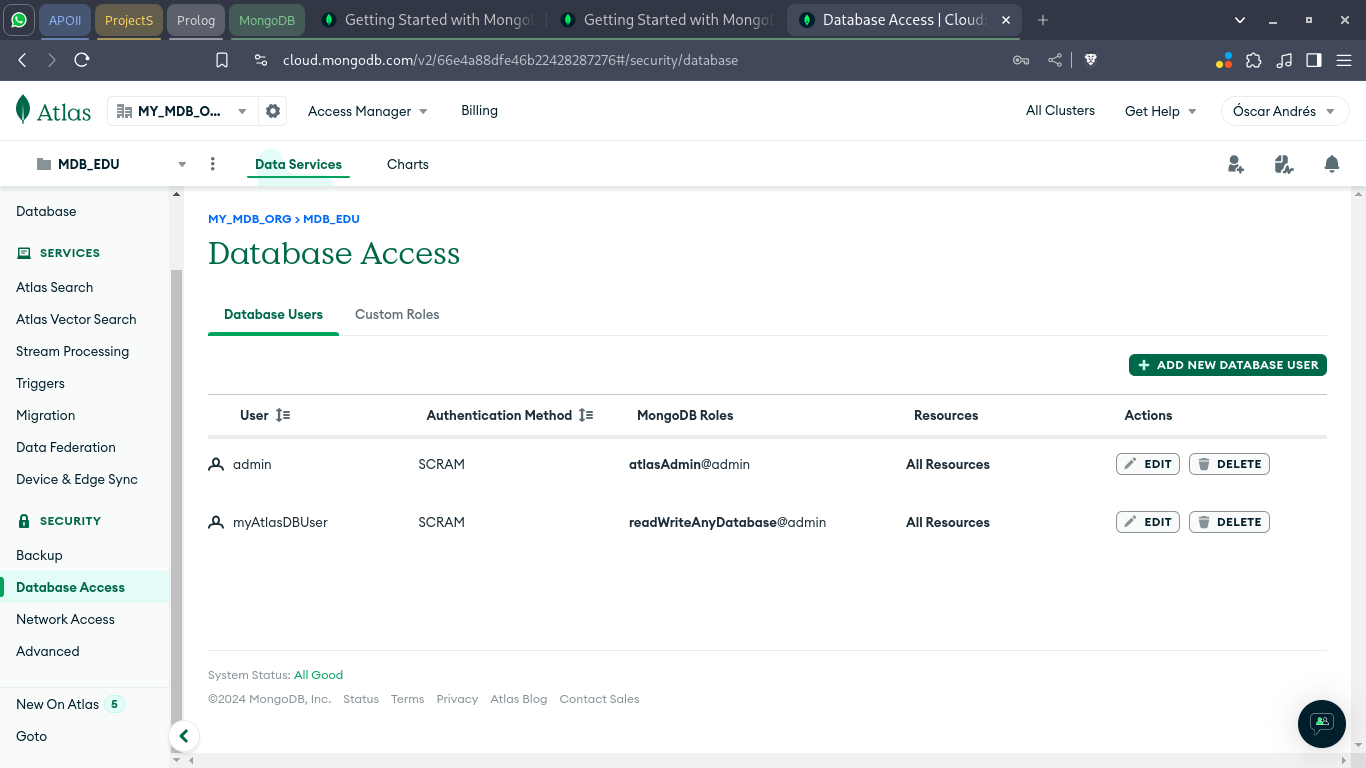 APOII ProjectS Prolog MongoDB Getting Started with Mongo Getting Started with Mongo Database Access | Cloud:
cloud.mongodb.com/v2/66e4a88dfe46b22428287276#/security/database
Atlas MY_MDB_O... Access Manager Billing All Clusters Get Help Óscar Andrés
MDB_EDU Data Services Charts
Database
SERVICES
Atlas Search
Atlas Vector Search
Stream Processing
Triggers
Migration
Data Federation
Device & Edge Sync
SECURITY
Backup
Database Access
Network Access
Advanced
New On Atlas 5
Goto
MY_MDB_ORG > MDB_EDU
Database Access
Database Users Custom Roles
ADD NEW DATABASE USER
User Authentication Method MongoDB Roles Resources Actions
admin SCRAM atlasAdmin@admin All Resources EDIT DELETE
myAtlasDBUser SCRAM readWriteAnyDatabase@admin All Resources EDIT DELETE
System Status: All Good
©2024 MongoDB, Inc. Status Terms Privacy Atlas Blog Contact Sales